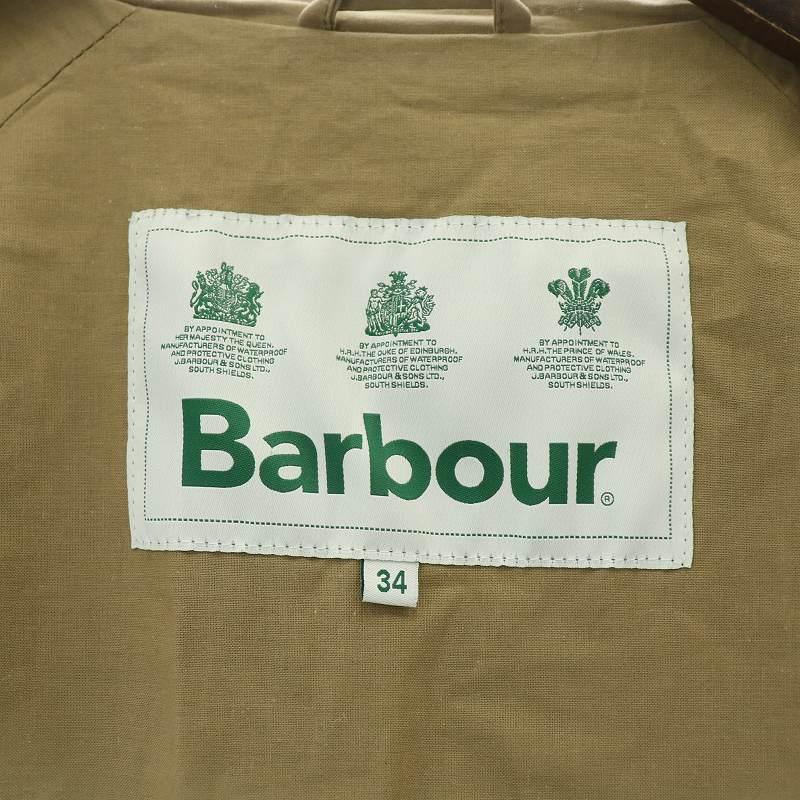 BY APPOINTMENT TO
HER MAJESTY THE QUEEN.
MANUFACTURERS OF WATERPROOF
AND PROTECTIVE CLOTHING
J.BARBOUR & SONS LTD.,
SOUTH SHIELDS.
BY APPOINTMENT TO
H.R.H.THE DUKE OF EDINBURGH.
MANUFACTURERS OF WATERPROOF
AND PROTECTIVE CLOTHING
J.BARBOUR & SONS LTD.,
SOUTH SHIELDS.
BY APPOINTMENT TO
H.R.H.THE PRINCE OF WALES.
MANUFACTURERS OF WATERPROOF
AND PROTECTIVE CLOTHING
J.BARBOUR & SONS LTD.,
SOUTH SHIELDS.
Barbour®
34